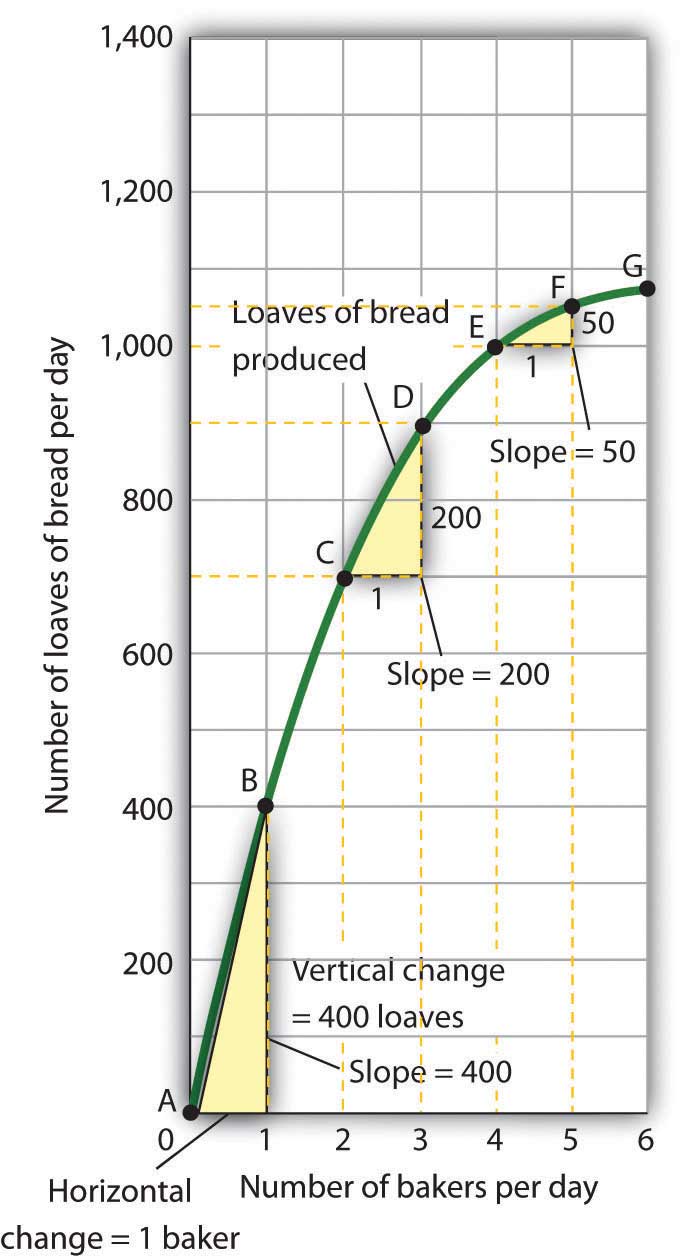 1,400
1,200
G
F
Loaves of bread
50
E
1,000
produced
1
D
Slope = 50
800
200
C
1
600
Slope = 200
B
400
200
Vertical change
= 400 loaves
Slope = 400
A
0 1 2 3 4 5 6
Number of loaves of bread per day
Number of bakers per day
Horizontal
change = 1 baker